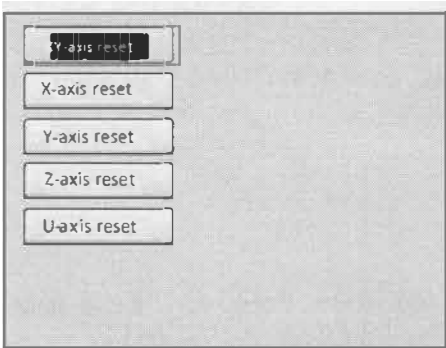 XY-axis reset
X-axis reset
Y-axis reset
Z-axis reset
U-axis reset